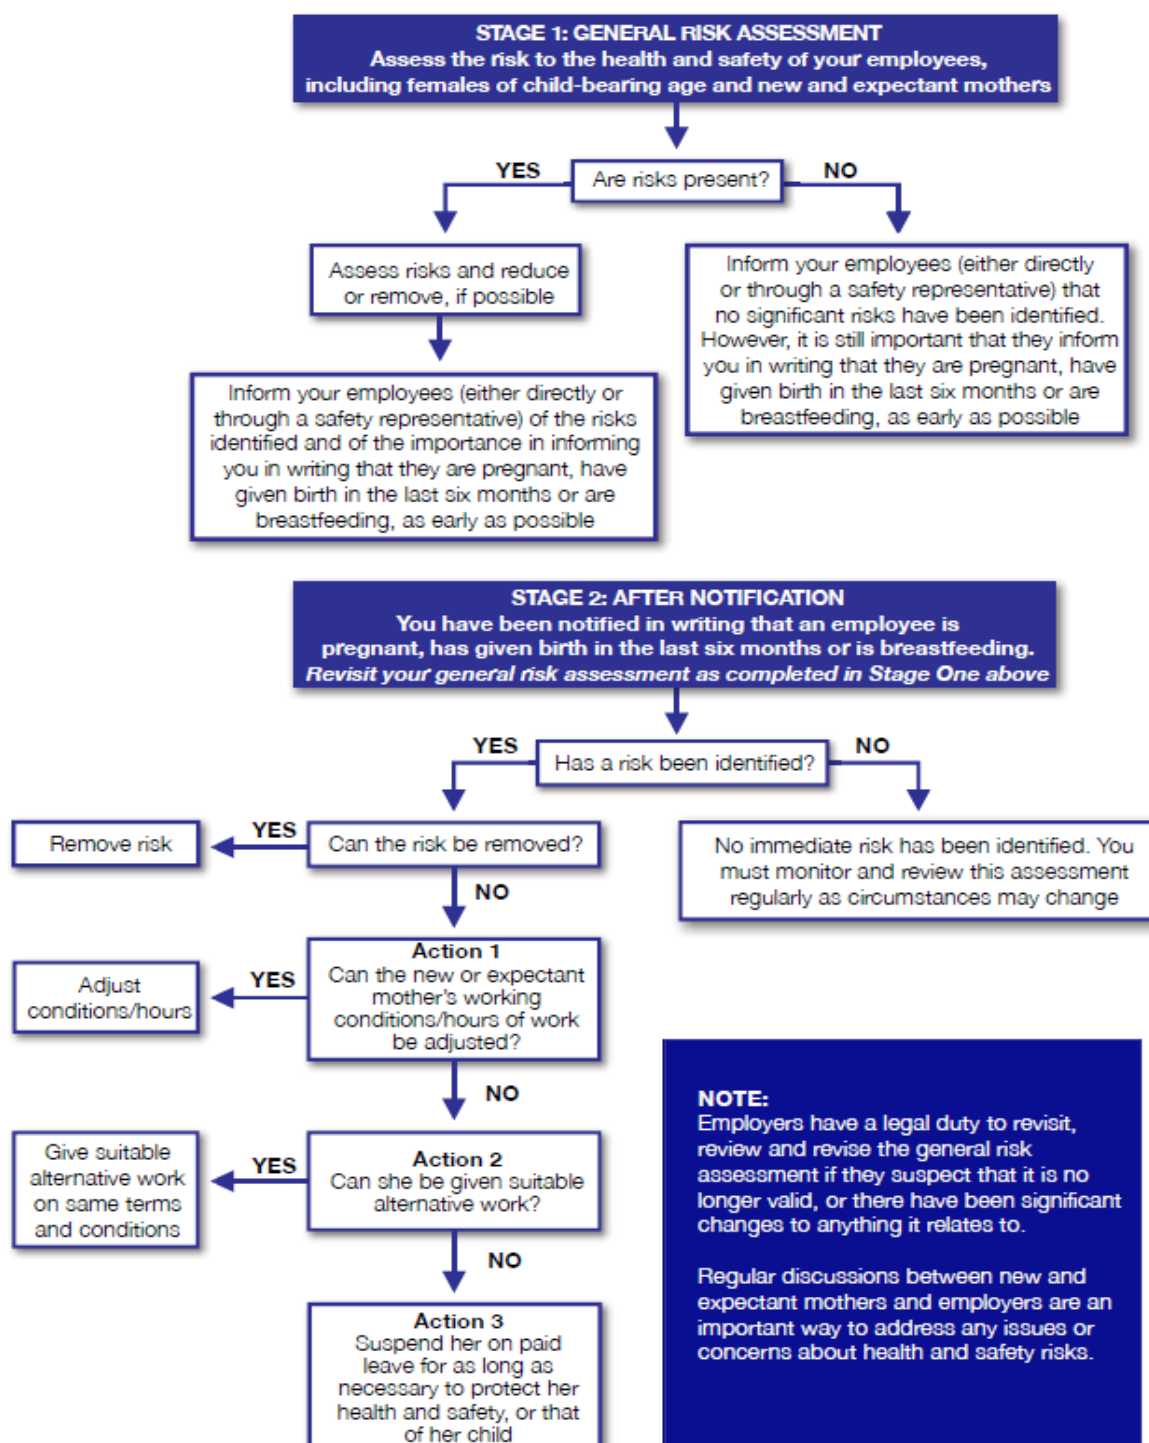 STAGE 1: GENERAL RISK ASSESSMENT
Assess the risk to the health and safety of your employees,
including females of child-bearing age and new and expectant mothers
YES
Are risks present?
NO
Assess risks and reduce
or remove, if possible
Inform your employees (either directly
or through a safety representative) that
no significant risks have been identified.
However, it is still important that they inform
you in writing that they are pregnant, have
given birth in the last six months or are
breastfeeding, as early as possible
Inform your employees (either directly or
through a safety representative) of the risks
identified and of the importance in informing
you in writing that they are pregnant, have
given birth in the last six months or are
breastfeeding, as early as possible
STAGE 2: AFTER NOTIFICATION
You have been notified in writing that an employee is
pregnant, has given birth in the last six months or is breastfeeding.
Revisit your general risk assessment as completed in Stage One above
YES
Has a risk been identified?
NO
Remove risk
YES
Can the risk be removed?
No immediate risk has been identified. You
must monitor and review this assessment
regularly as circumstances may change
NO
Adjust
conditions/hours
YES
Action 1
Can the new or expectant
mother's working
conditions/hours of work
be adjusted?
NO
Give suitable
alternative work
on same terms
and conditions
YES
Action 2
Can she be given suitable
alternative work?
NO
Action 3
Suspend her on paid
leave for as long as
necessary to protect her
health and safety, or that
of her child
NOTE:
Employers have a legal duty to revisit,
review and revise the general risk
assessment if they suspect that it is no
longer valid, or there have been significant
changes to anything it relates to.
Regular discussions between new and
expectant mothers and employers are an
important way to address any issues or
concerns about health and safety risks.